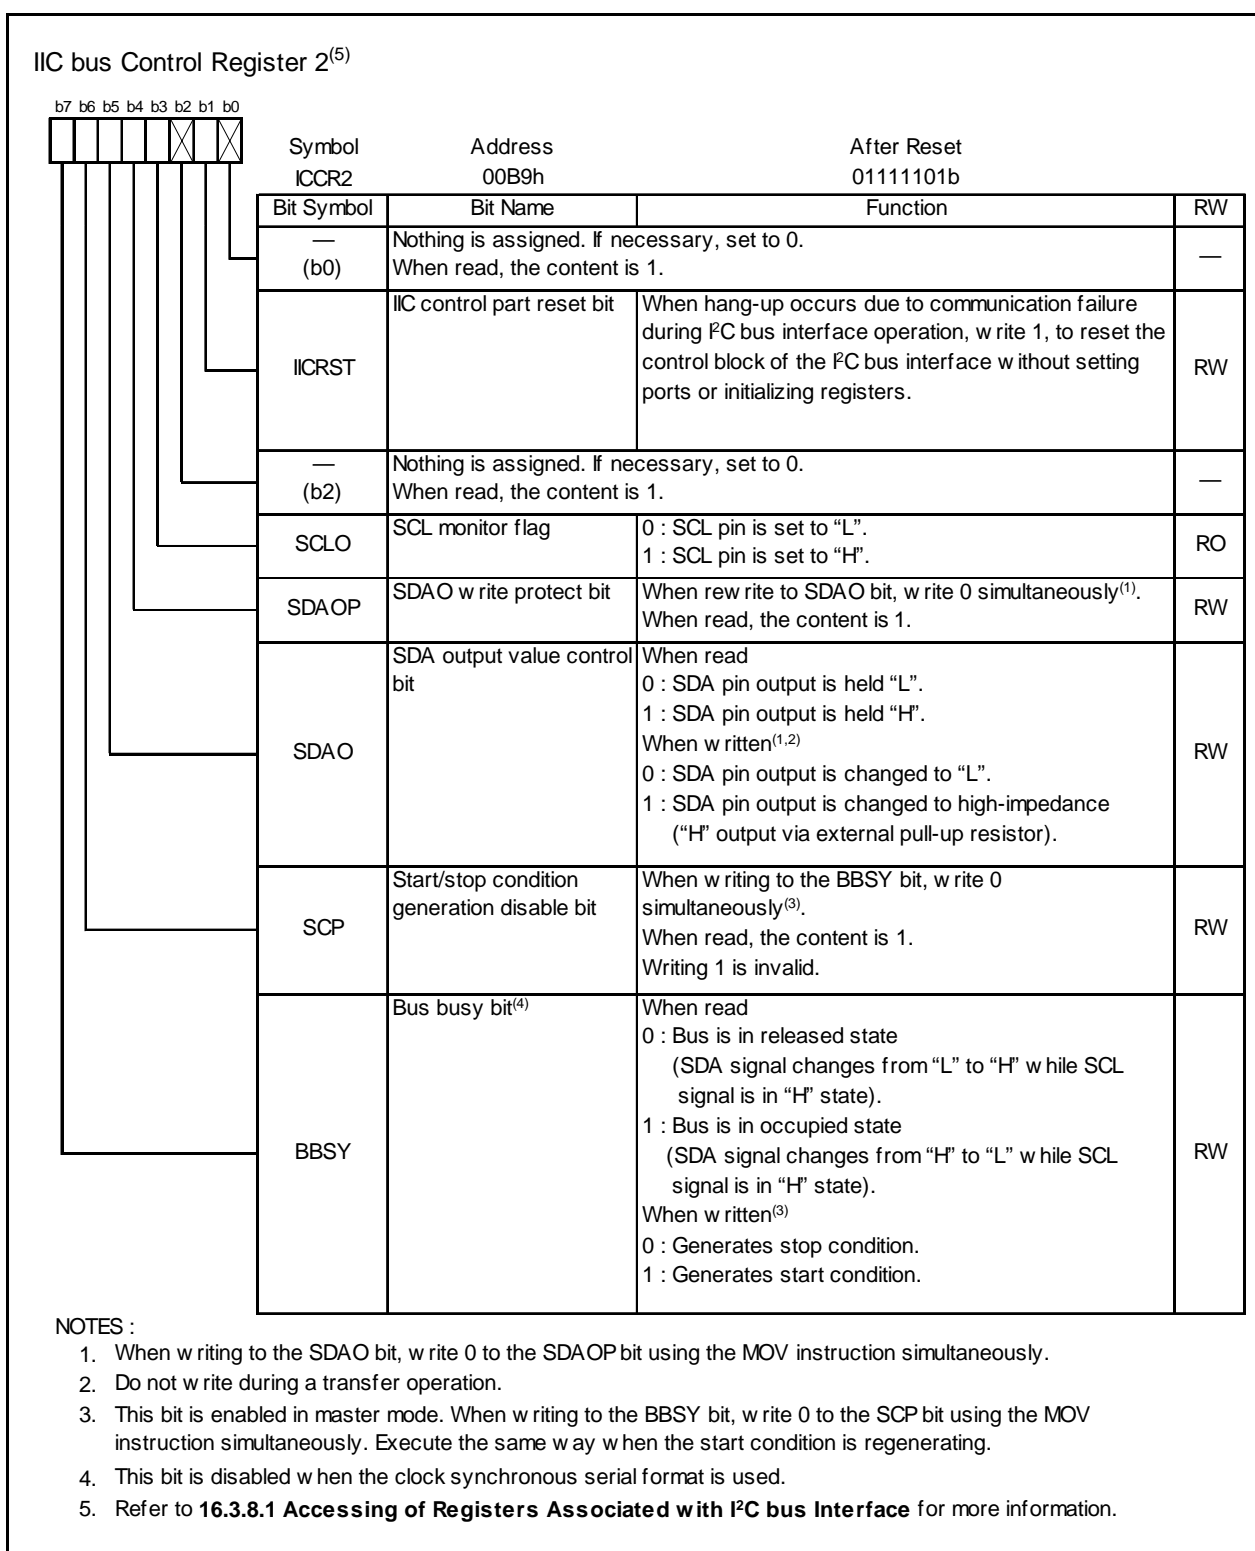 IIC bus Control Register 2(5)
b7 b6 b5 b4 b3 b2 b1 b0
Symbol Address After Reset
ICCR2 00B9h 01111101b
Bit Symbol Bit Name Function RW
— Nothing is assigned. If necessary, set to 0.
(b0) When read, the content is 1. —
IICRST IIC control part reset bit When hang-up occurs due to communication failure
during I²C bus interface operation, write 1, to reset the
control block of the I²C bus interface without setting
ports or initializing registers. RW
— Nothing is assigned. If necessary, set to 0.
(b2) When read, the content is 1. —
SCLO SCL monitor flag 0 : SCL pin is set to “L”.
1 : SCL pin is set to “H”. RO
SDAOP SDAO write protect bit When rewrite to SDAO bit, write 0 simultaneously(1).
When read, the content is 1. RW
SDAO SDA output value control When read
bit 0 : SDA pin output is held “L”.
1 : SDA pin output is held “H”.
When written(1,2)
0 : SDA pin output is changed to “L”.
1 : SDA pin output is changed to high-impedance
(“H” output via external pull-up resistor). RW
SCP Start/stop condition When writing to the BBSY bit, write 0
generation disable bit simultaneously(3).
When read, the content is 1.
Writing 1 is invalid. RW
BBSY Bus busy bit(4) When read
0 : Bus is in released state
(SDA signal changes from “L” to “H” while SCL
signal is in “H” state).
1 : Bus is in occupied state
(SDA signal changes from “H” to “L” while SCL
signal is in “H” state).
When written(3)
0 : Generates stop condition.
1 : Generates start condition. RW
NOTES :
1. When writing to the SDAO bit, write 0 to the SDAOP bit using the MOV instruction simultaneously.
2. Do not write during a transfer operation.
3. This bit is enabled in master mode. When writing to the BBSY bit, write 0 to the SCP bit using the MOV
instruction simultaneously. Execute the same way when the start condition is regenerating.
4. This bit is disabled when the clock synchronous serial format is used.
5. Refer to 16.3.8.1 Accessing of Registers Associated with I²C bus Interface for more information.